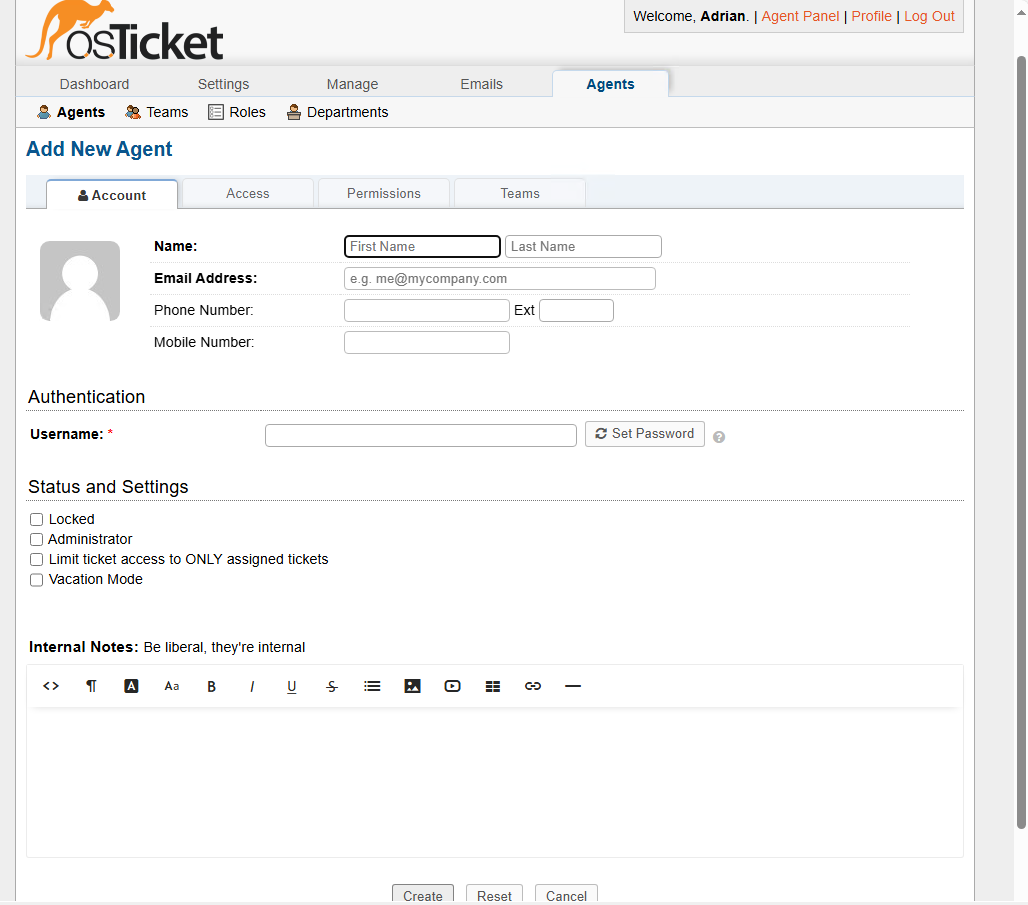 osTicket
Welcome, Adrian. | Agent Panel | Profile | Log Out
Dashboard Settings Manage Emails Agents
Agents Teams Roles Departments
Add New Agent
Account Access Permissions Teams
Name: First Name Last Name
Email Address: e.g. me@mycompany.com
Phone Number: Ext
Mobile Number:
Authentication
Username: * Set Password ?
Status and Settings
Locked
Administrator
Limit ticket access to ONLY assigned tickets
Vacation Mode
Internal Notes: Be liberal, they're internal
<> ¶ A Aa B I U S
Create Reset Cancel